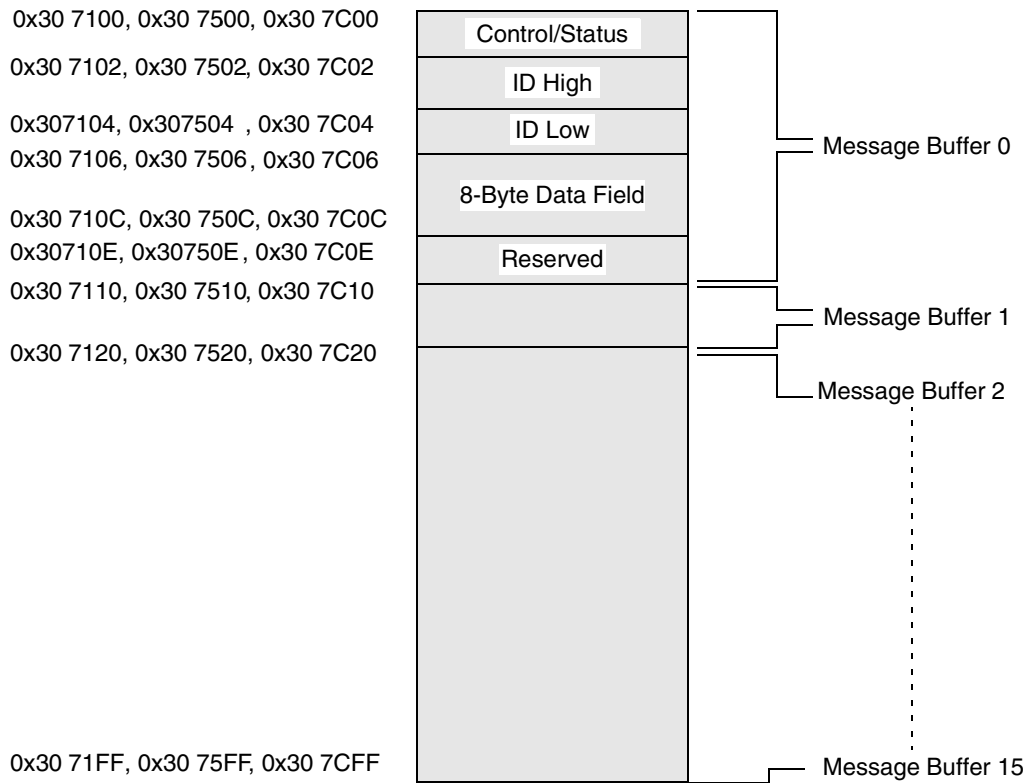 0x30 7100, 0x30 7500, 0x30 7C00
Control/Status
0x30 7102, 0x30 7502, 0x30 7C02
ID High
0x307104, 0x307504 , 0x30 7C04
ID Low
Message Buffer 0
0x30 7106, 0x30 7506, 0x30 7C06
8-Byte Data Field
0x30 710C, 0x30 750C, 0x30 7C0C
0x30710E, 0x30750E, 0x30 7C0E
Reserved
0x30 7110, 0x30 7510, 0x30 7C10
Message Buffer 1
0x30 7120, 0x30 7520, 0x30 7C20
Message Buffer 2
0x30 71FF, 0x30 75FF, 0x30 7CFF
Message Buffer 15